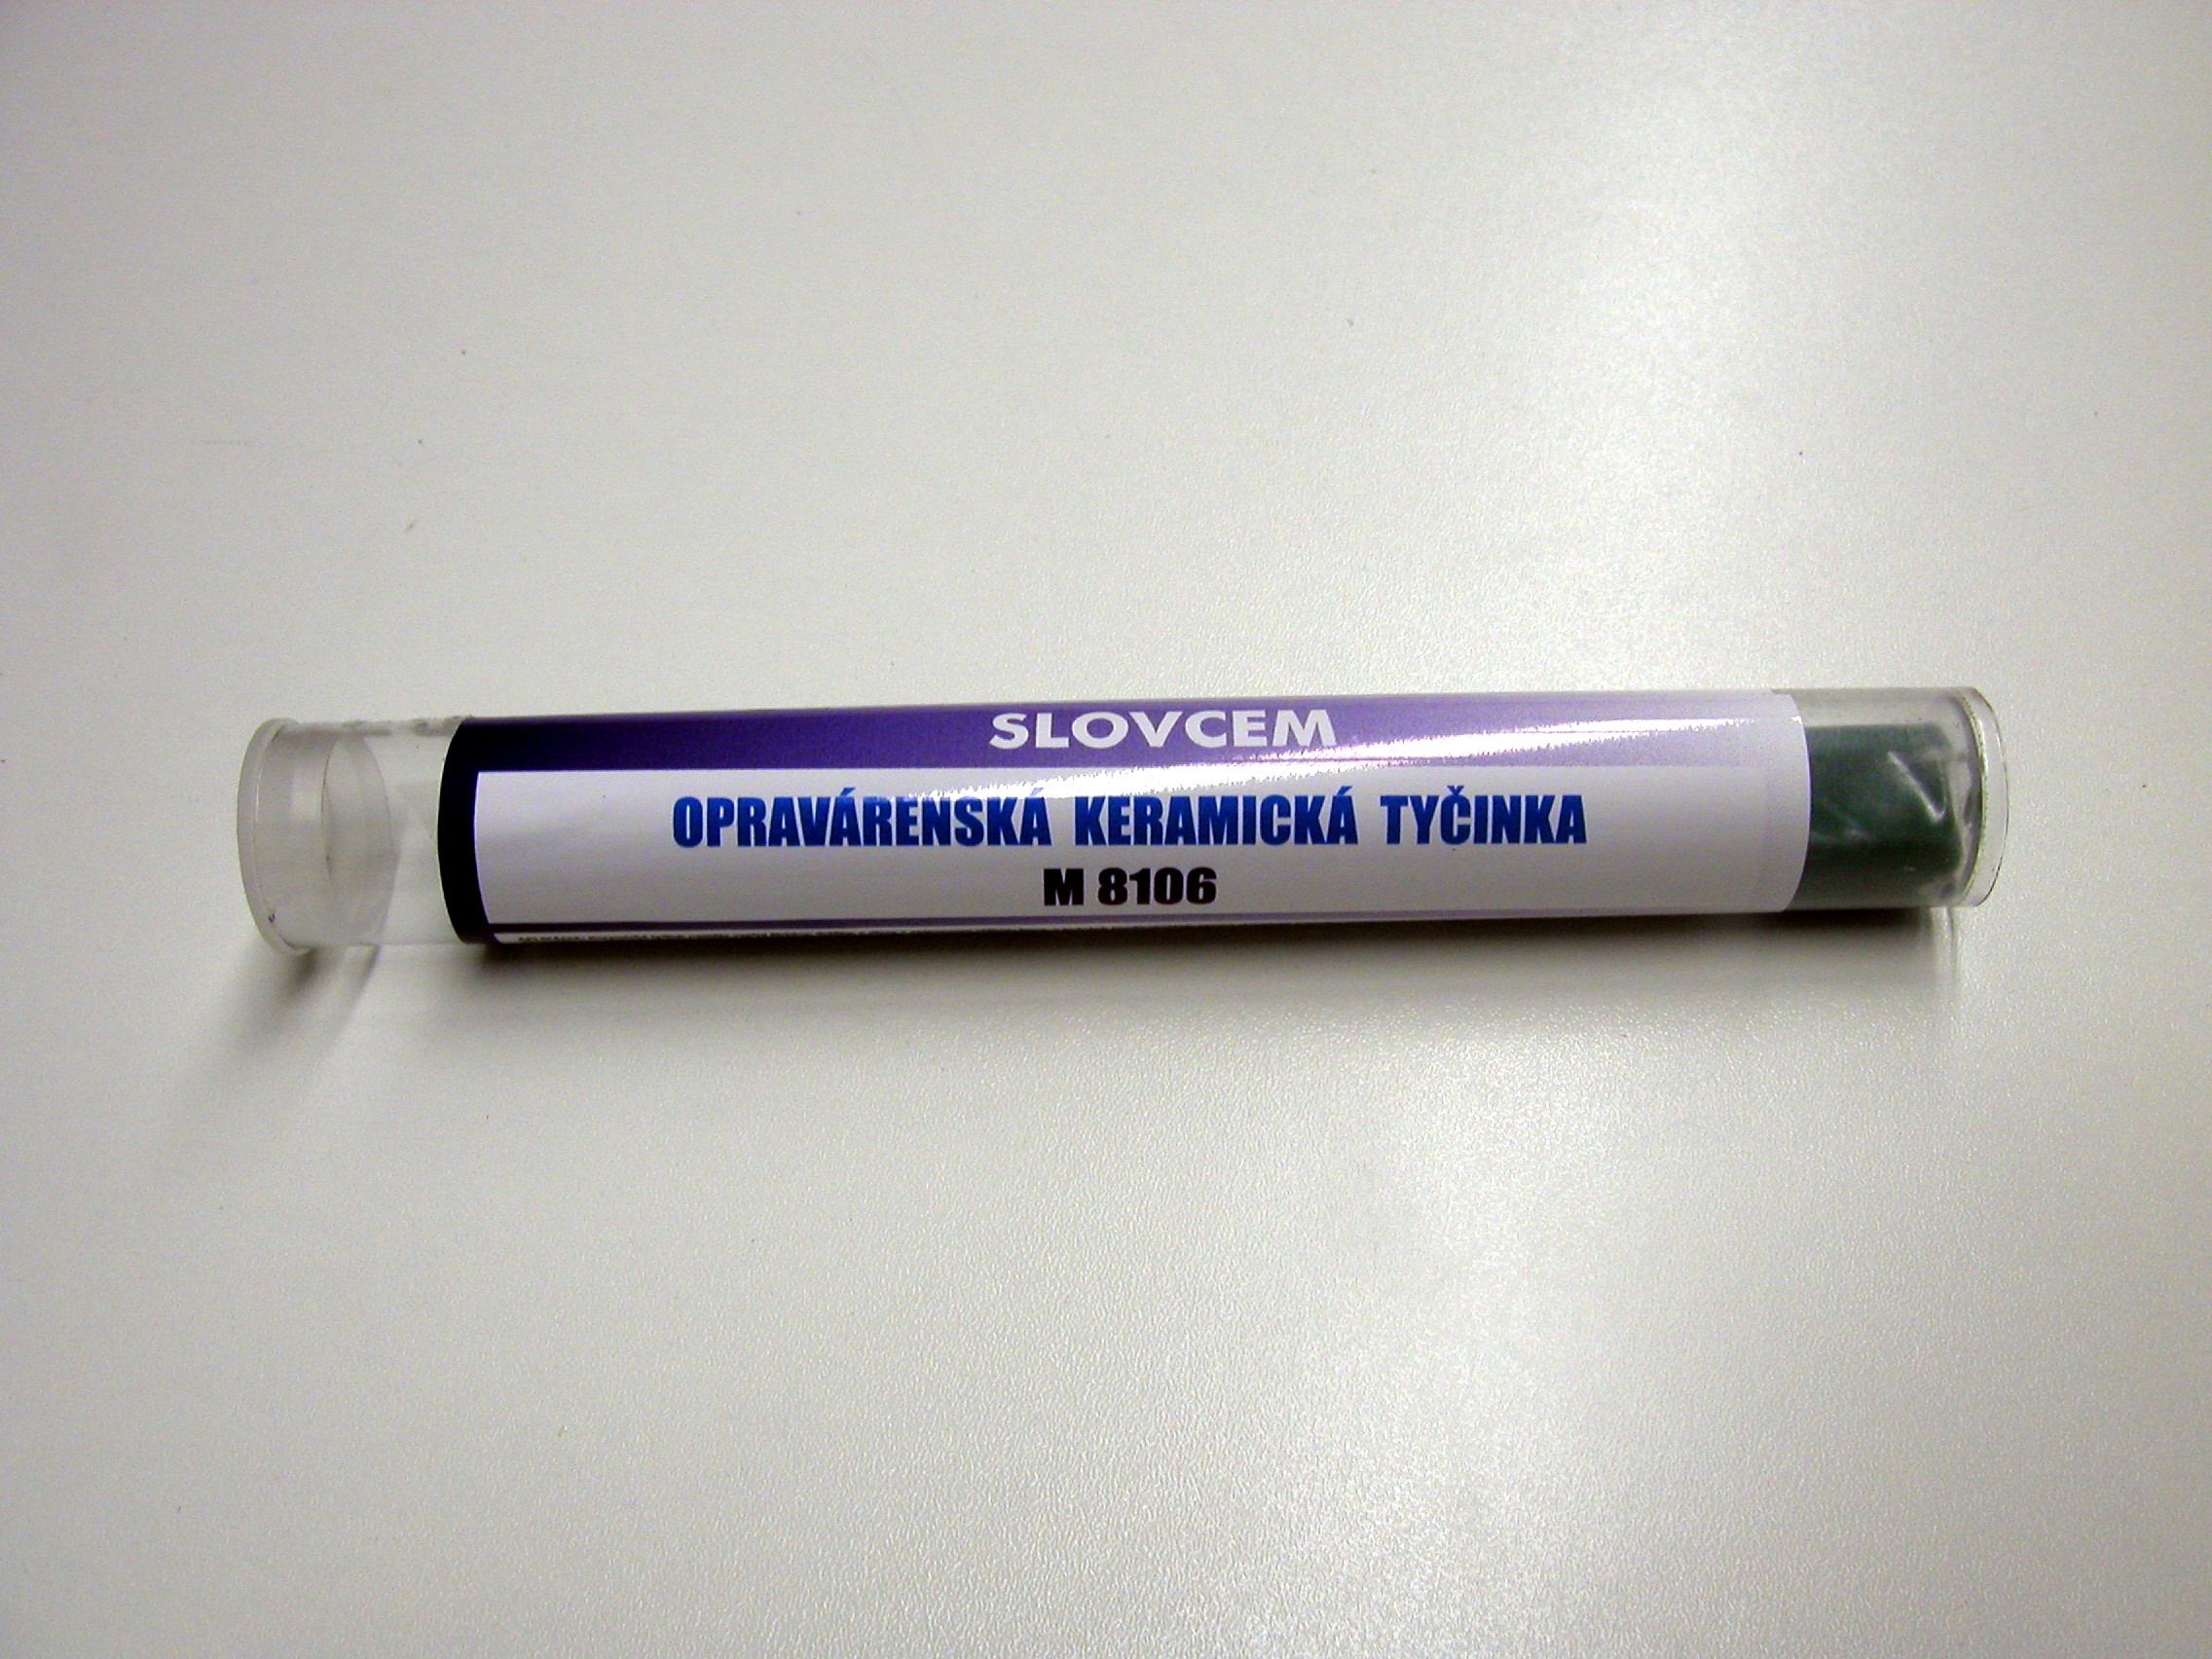 SLOVCEM
OPRAVÁRENSKÁ KERAMICKÁ TYČINKA
M 8106